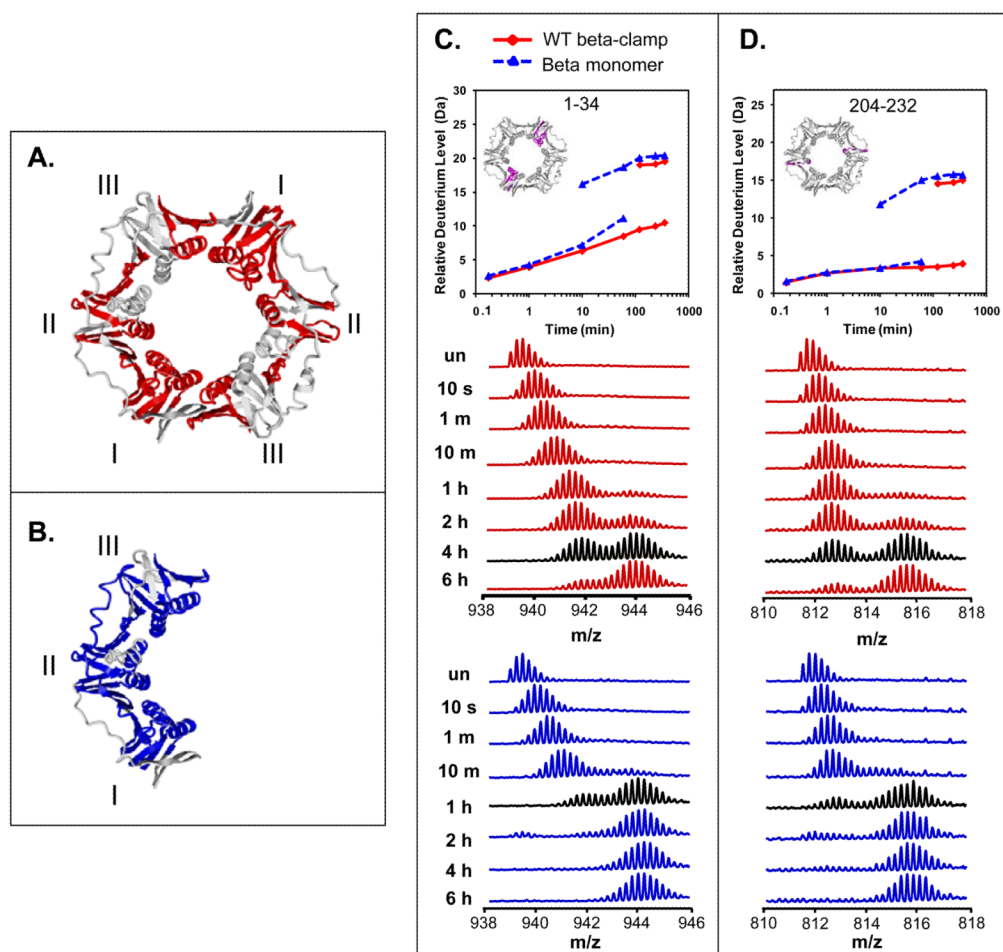 A.
III
I
II
II
I
III
B.
III
II
I
C.
WT beta-clamp
Beta monomer
D.
Relative Deuterium Level (Da)
30
25
20
15
10
5
0
1-34
0.1 1 10 100 1000
Time (min)
un
10 s
1 m
10 m
1 h
2 h
4 h
6 h
938 940 942 944 946
m/z
un
10 s
1 m
10 m
1 h
2 h
4 h
6 h
938 940 942 944 946
m/z
Relative Deuterium Level (Da)
25
20
15
10
5
0
204-232
0.1 1 10 100 1000
Time (min)
810 812 814 816 818
m/z
810 812 814 816 818
m/z